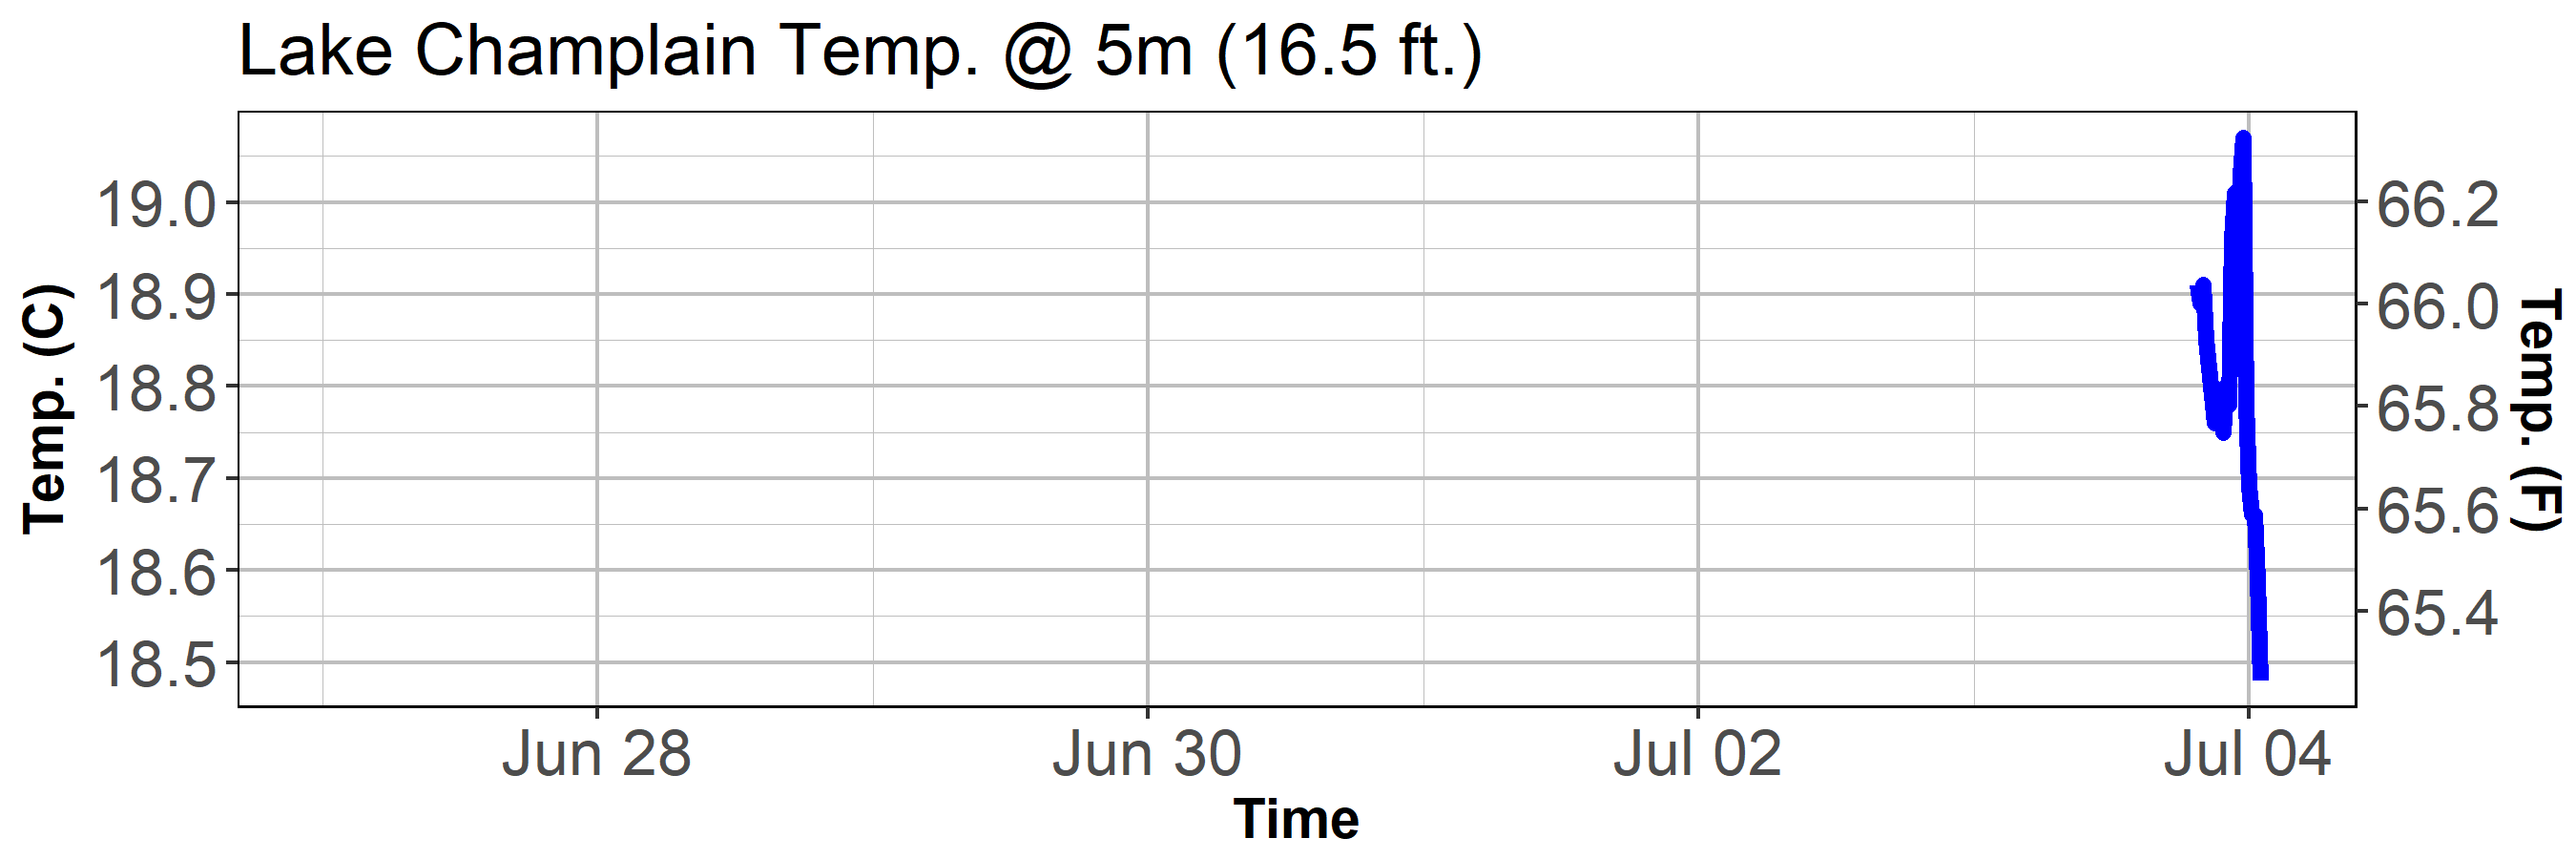 Lake Champlain Temp. @ 5m (16.5 ft.)
Temp. (C)
19.0
18.9
18.8
18.7
18.6
18.5
66.2
66.0
65.8
65.6
65.4
Temp. (F)
Jun 28 Jun 30 Jul 02 Jul 04
Time